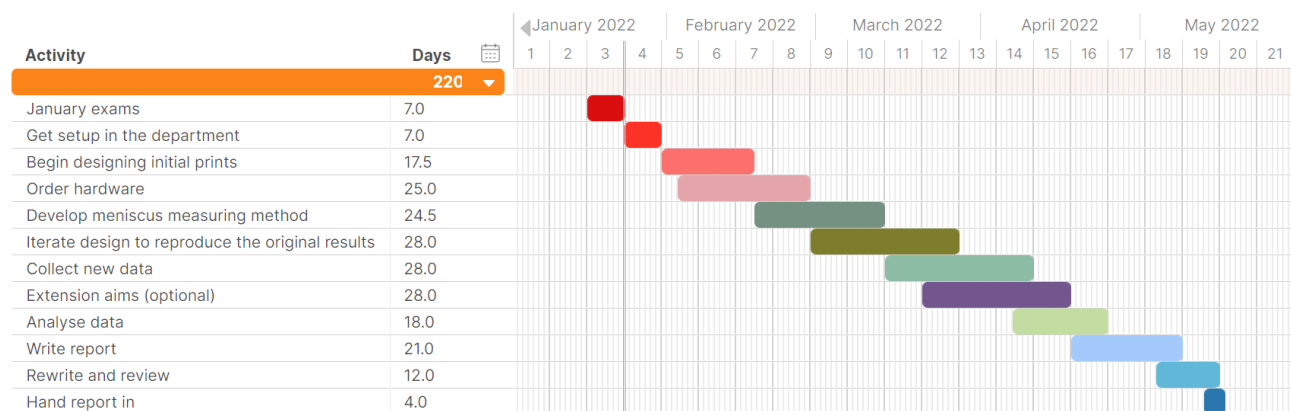 January 2022 February 2022 March 2022 April 2022 May 2022
Activity Days 1 2 3 4 5 6 7 8 9 10 11 12 13 14 15 16 17 18 19 20 21
220
January exams 7.0
Get setup in the department 7.0
Begin designing initial prints 17.5
Order hardware 25.0
Develop meniscus measuring method 24.5
Iterate design to reproduce the original results 28.0
Collect new data 28.0
Extension aims (optional) 28.0
Analyse data 18.0
Write report 21.0
Rewrite and review 12.0
Hand report in 4.0